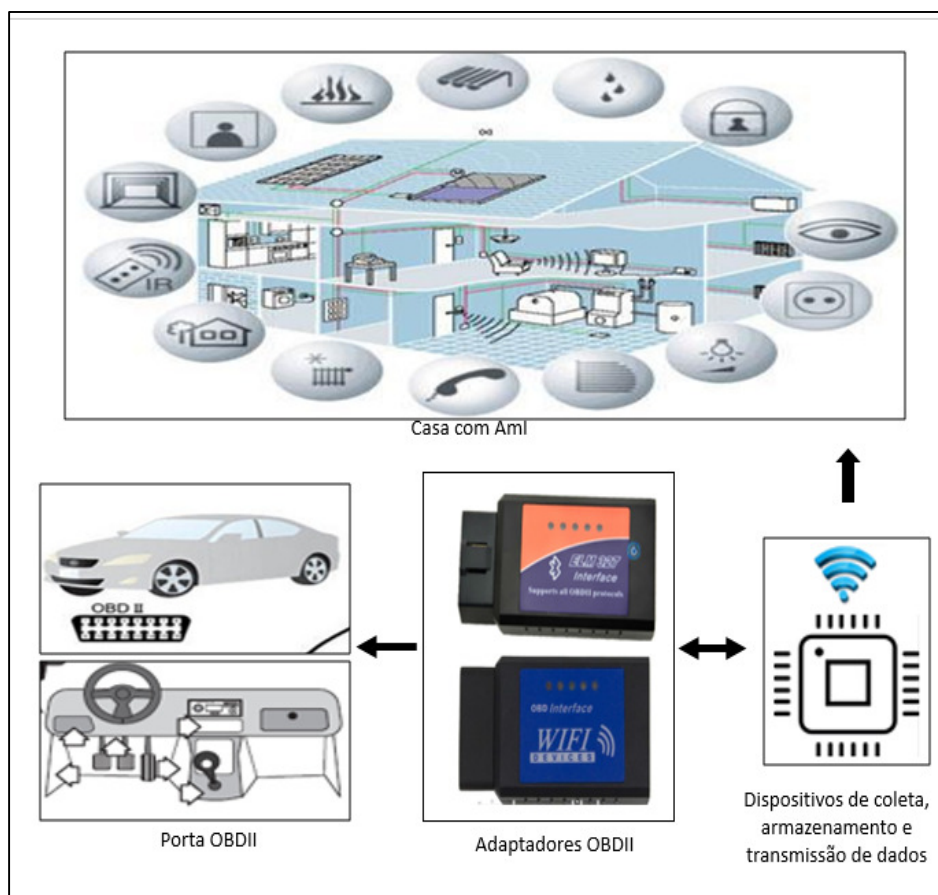 IR
Casa com AmI
OBD II
ELM 327
Interface
Supports all OBDII protocols
OBD Interface
WIFI
DEVICES
Porta OBDII
Adaptadores OBDII
Dispositivos de coleta,
armazenamento e
transmissão de dados